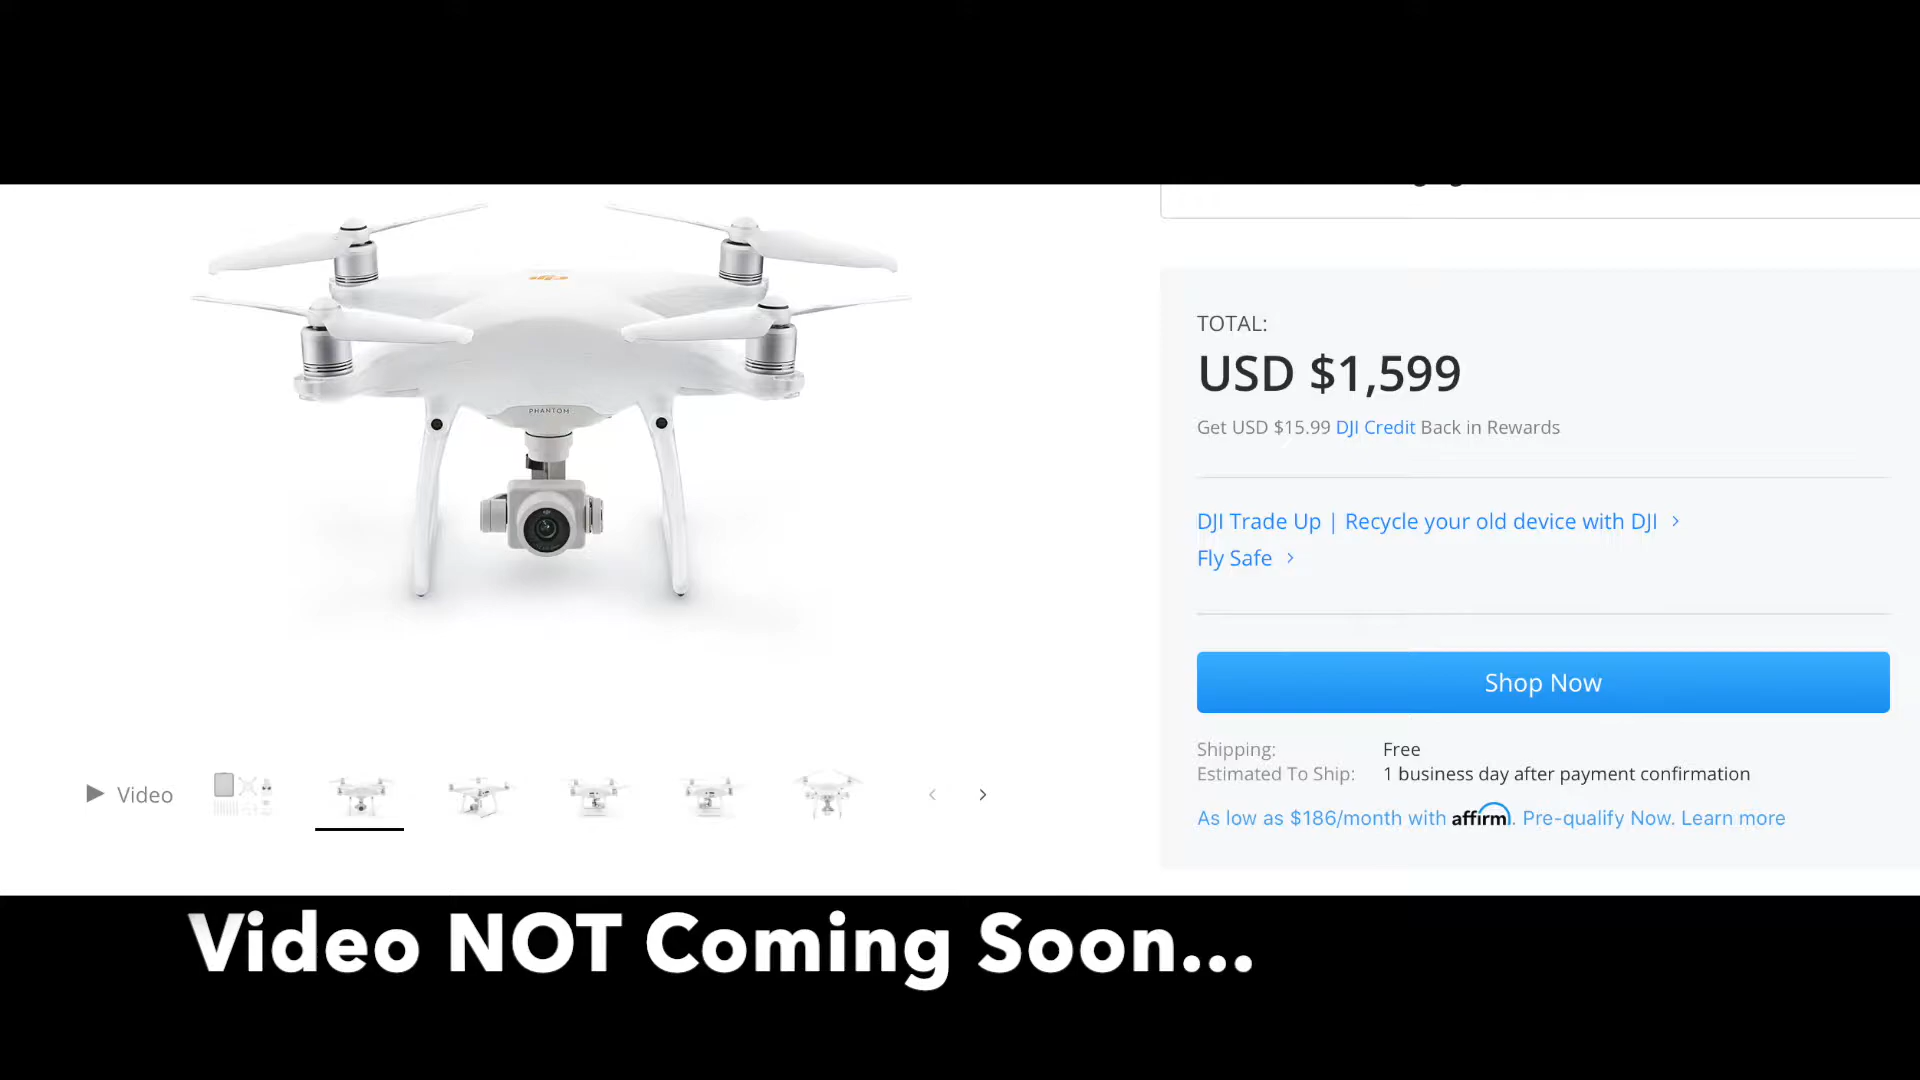 PHANTOM
TOTAL:
USD $1,599
Get USD $15.99 DJI Credit Back in Rewards
DJI Trade Up | Recycle your old device with DJI
Fly Safe
Shop Now
Shipping: Free
Estimated To Ship: 1 business day after payment confirmation
As low as $186/month with affirm. Pre-qualify Now. Learn more
Video
Video NOT Coming Soon...